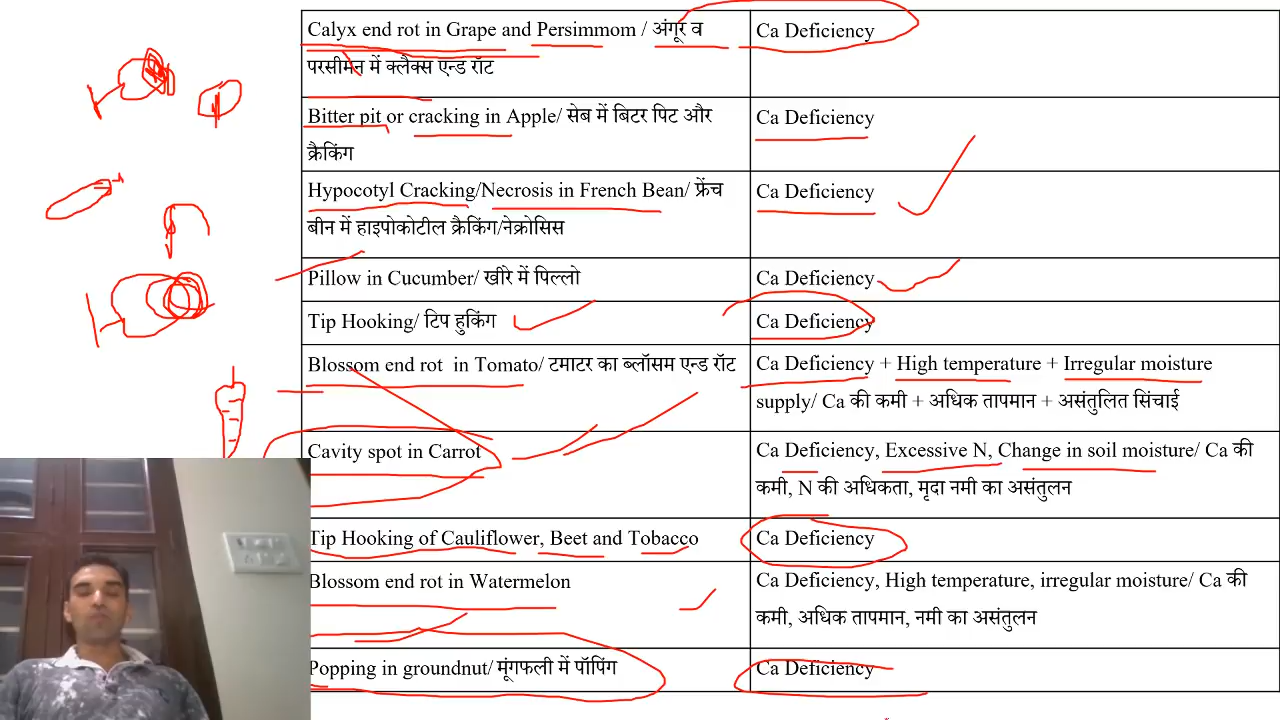 Calyx end rot in Grape and Persimmom / अंगूर व
परसीमेन में क्लैक्स एन्ड रॉट
Ca Deficiency
Bitter pit or cracking in Apple/ सेब में बिटर पिट और
क्रैकिंग
Ca Deficiency
Hypocotyl Cracking/Necrosis in French Bean/ फ्रेंच
बीन में हाइपोकोटील क्रैकिंग/नेक्रोसिस
Ca Deficiency
Pillow in Cucumber/ खीरे में पिल्लो
Ca Deficiency
Tip Hooking/ टिप हुकिंग
Ca Deficiency
Blossom end rot in Tomato/ टमाटर का ब्लॉसम एन्ड रॉट
Ca Deficiency + High temperature + Irregular moisture
supply/ Ca की कमी + अधिक तापमान + असंतुलित सिंचाई
Cavity spot in Carrot
Ca Deficiency, Excessive N, Change in soil moisture/ Ca की
कमी, N की अधिकता, मृदा नमी का असंतुलन
Tip Hooking of Cauliflower, Beet and Tobacco
Ca Deficiency
Blossom end rot in Watermelon
Ca Deficiency, High temperature, irregular moisture/ Ca की
कमी, अधिक तापमान, नमी का असंतुलन
Popping in groundnut/ मूंगफली में पॉपिंग
Ca Deficiency